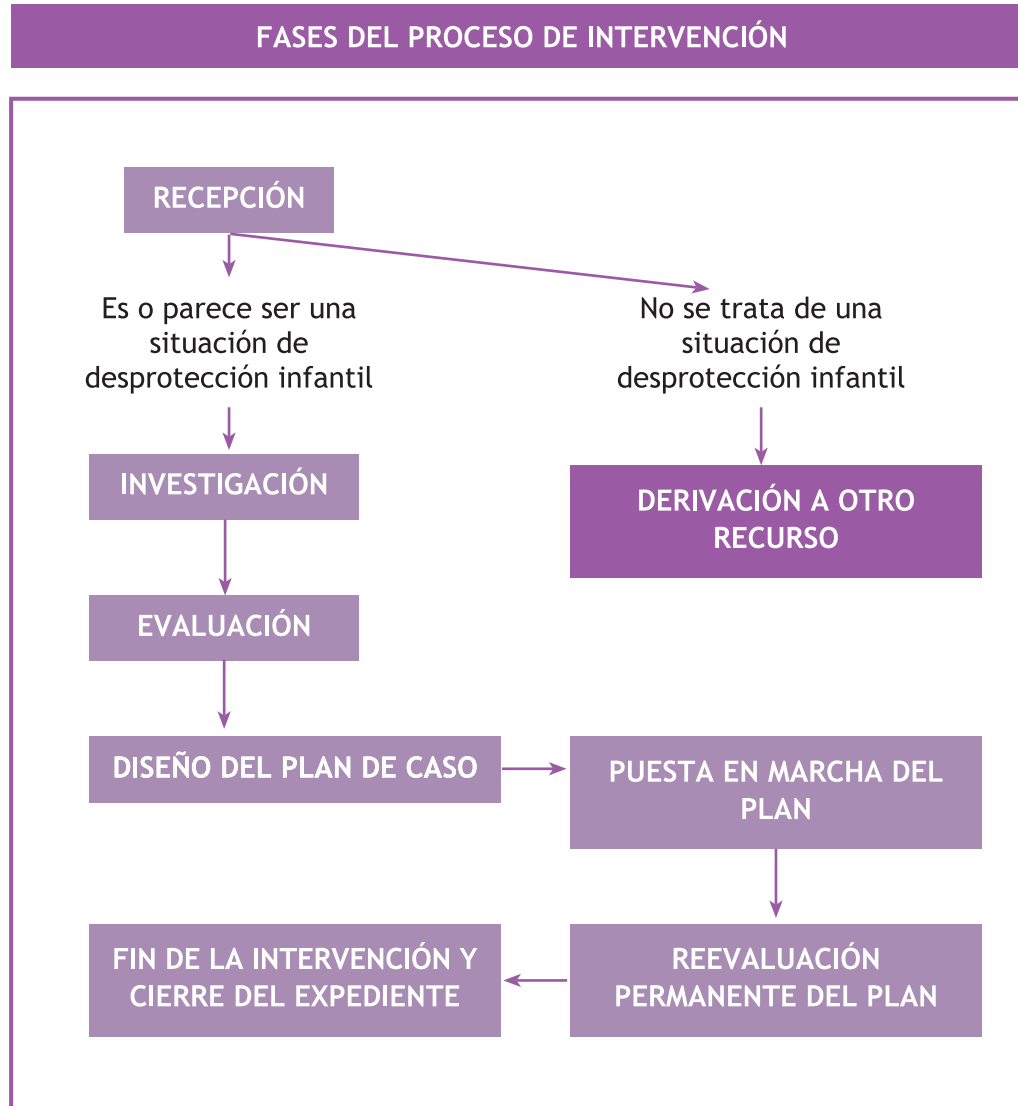 FASES DEL PROCESO DE INTERVENCIÓN
RECEPCIÓN
Es o parece ser una
situación de
desprotección infantil
No se trata de una
situación de
desprotección infantil
INVESTIGACIÓN
DERIVACIÓN A OTRO
RECURSO
EVALUACIÓN
DISEÑO DEL PLAN DE CASO
PUESTA EN MARCHA DEL
PLAN
REEVALUACIÓN
PERMANENTE DEL PLAN
FIN DE LA INTERVENCIÓN Y
CIERRE DEL EXPEDIENTE